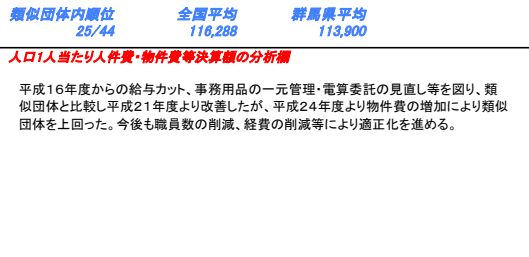 類似団体内順位 全国平均 群馬県平均
25/44 116,288 113,900
人口1人当たり人件費・物件費等決算額の分析欄
平成１６年度からの給与カット、事務用品の一元管理・電算委託の見直し等を図り、類
似団体と比較し平成２１年度より改善したが、平成２４年度より物件費の増加により類似
団体を上回った。今後も職員数の削減、経費の削減等により適正化を進める。